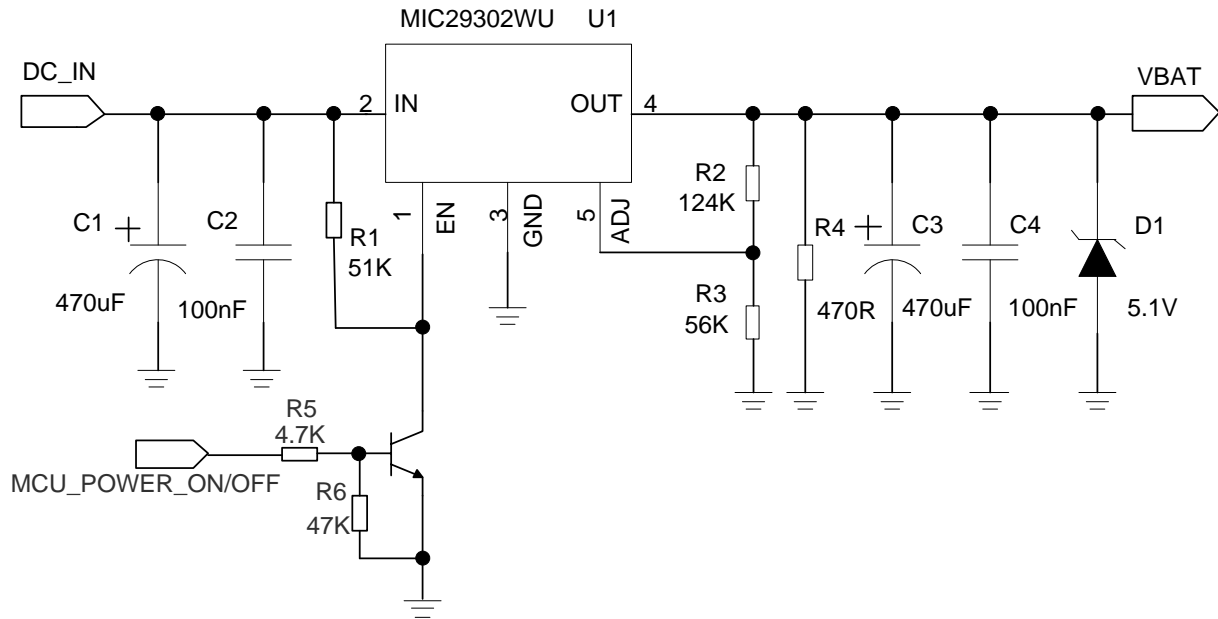 MIC29302WU U1
DC_IN
VBAT
2 IN
OUT 4
1
EN
3
GND
5
ADJ
R2
124K
C1
C2
R1
51K
R4
C3
C4
D1
470uF
100nF
R3
56K
470R
470uF
100nF
5.1V
R5
4.7K
MCU_POWER_ON/OFF
R6
47K